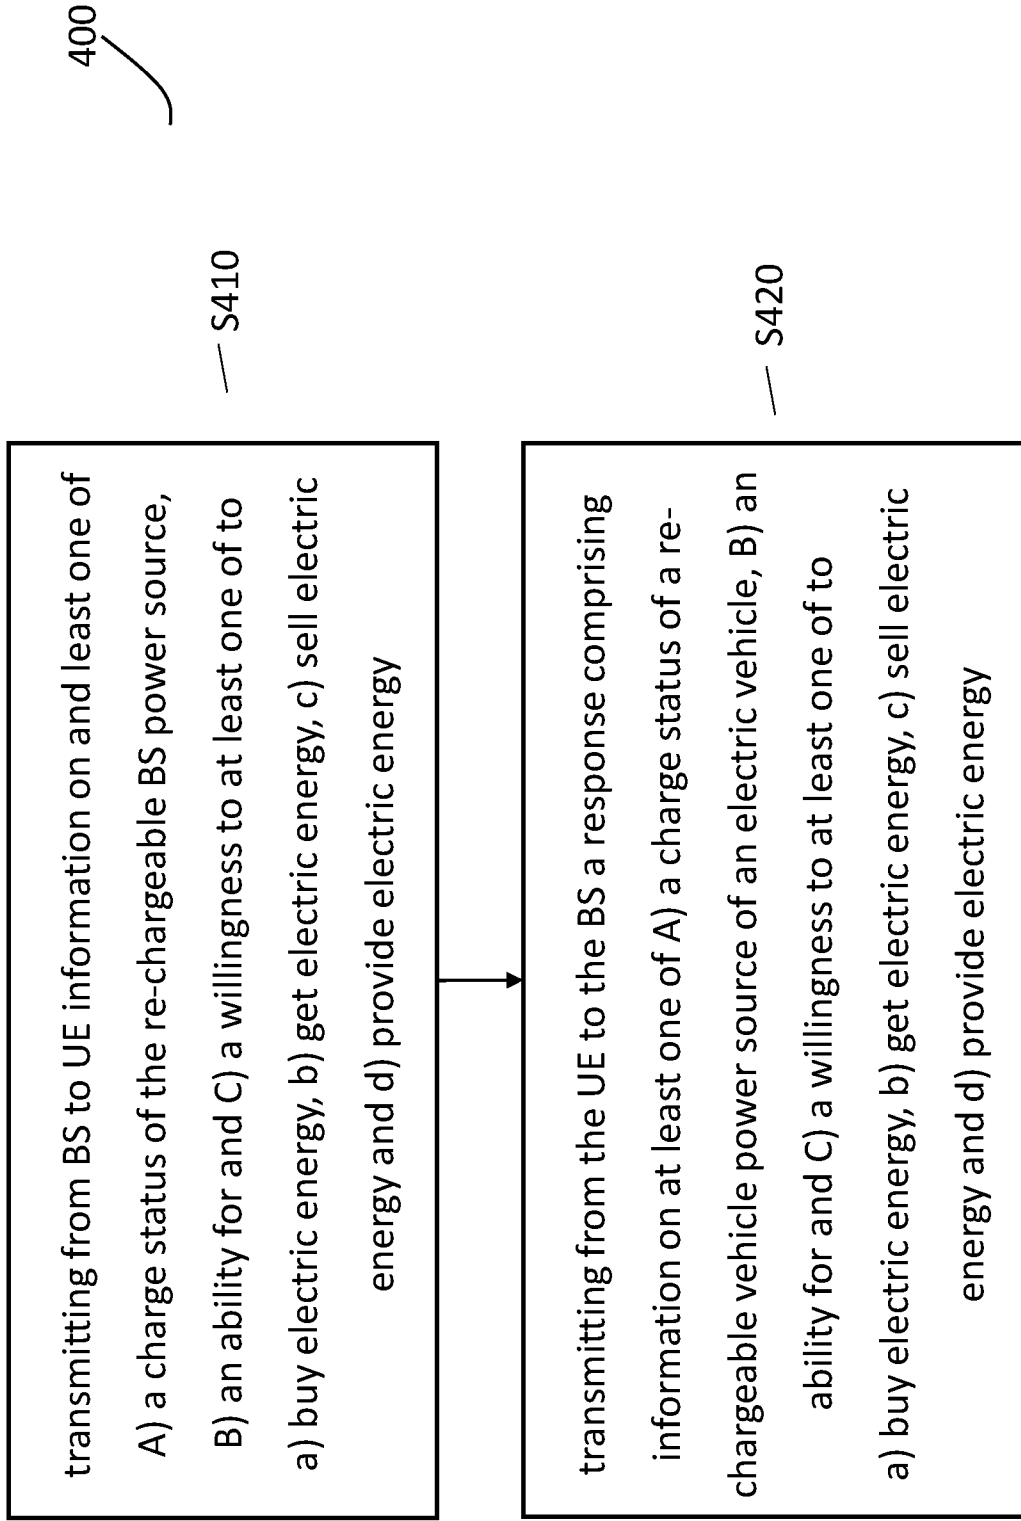 400
transmitting from BS to UE information on and least one of
A) a charge status of the re-chargeable BS power source,
B) an ability for and C) a willingness to at least one of to
a) buy electric energy, b) get electric energy, c) sell electric
energy and d) provide electric energy
S410
transmitting from the UE to the BS a response comprising
information on at least one of A) a charge status of a re-
chargeable vehicle power source of an electric vehicle, B) an
ability for and C) a willingness to at least one of to
a) buy electric energy, b) get electric energy, c) sell electric
energy and d) provide electric energy
S420